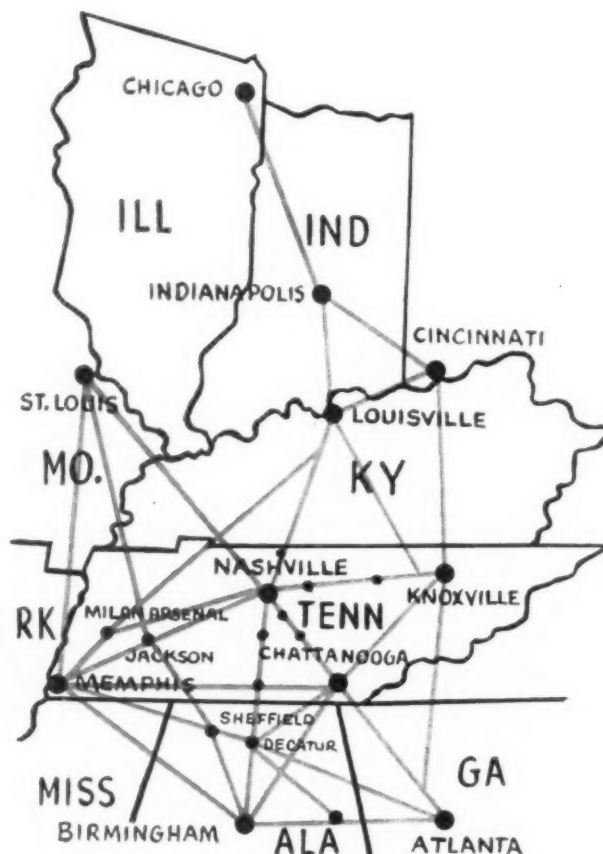 CHICAGO
ILL
IND
INDIANAPOLIS
CINCINNATI
ST. LOUIS
LOUISVILLE
MO.
KY
NASHVILLE
KNOXVILLE
RK
MILAN ARSENAL
TENN
JACKSON
CHATTANOOGA
MEMPHIS
SHEFFIELD
DECATUR
MISS
GA
BIRMINGHAM
ALA
ATLANTA